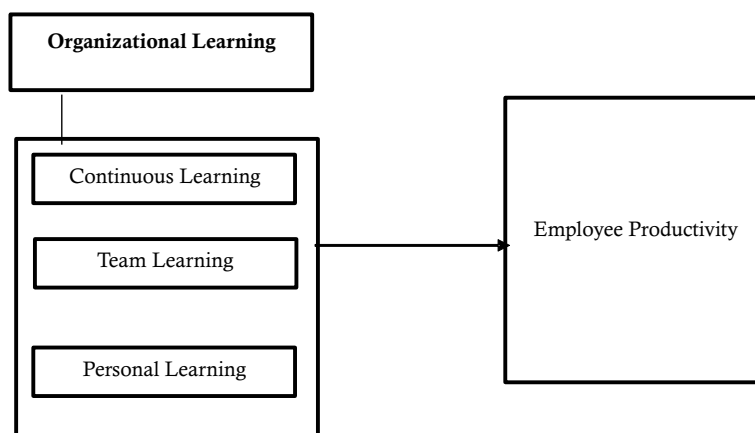 Organizational Learning
Continuous Learning
Team Learning
Personal Learning
Employee Productivity